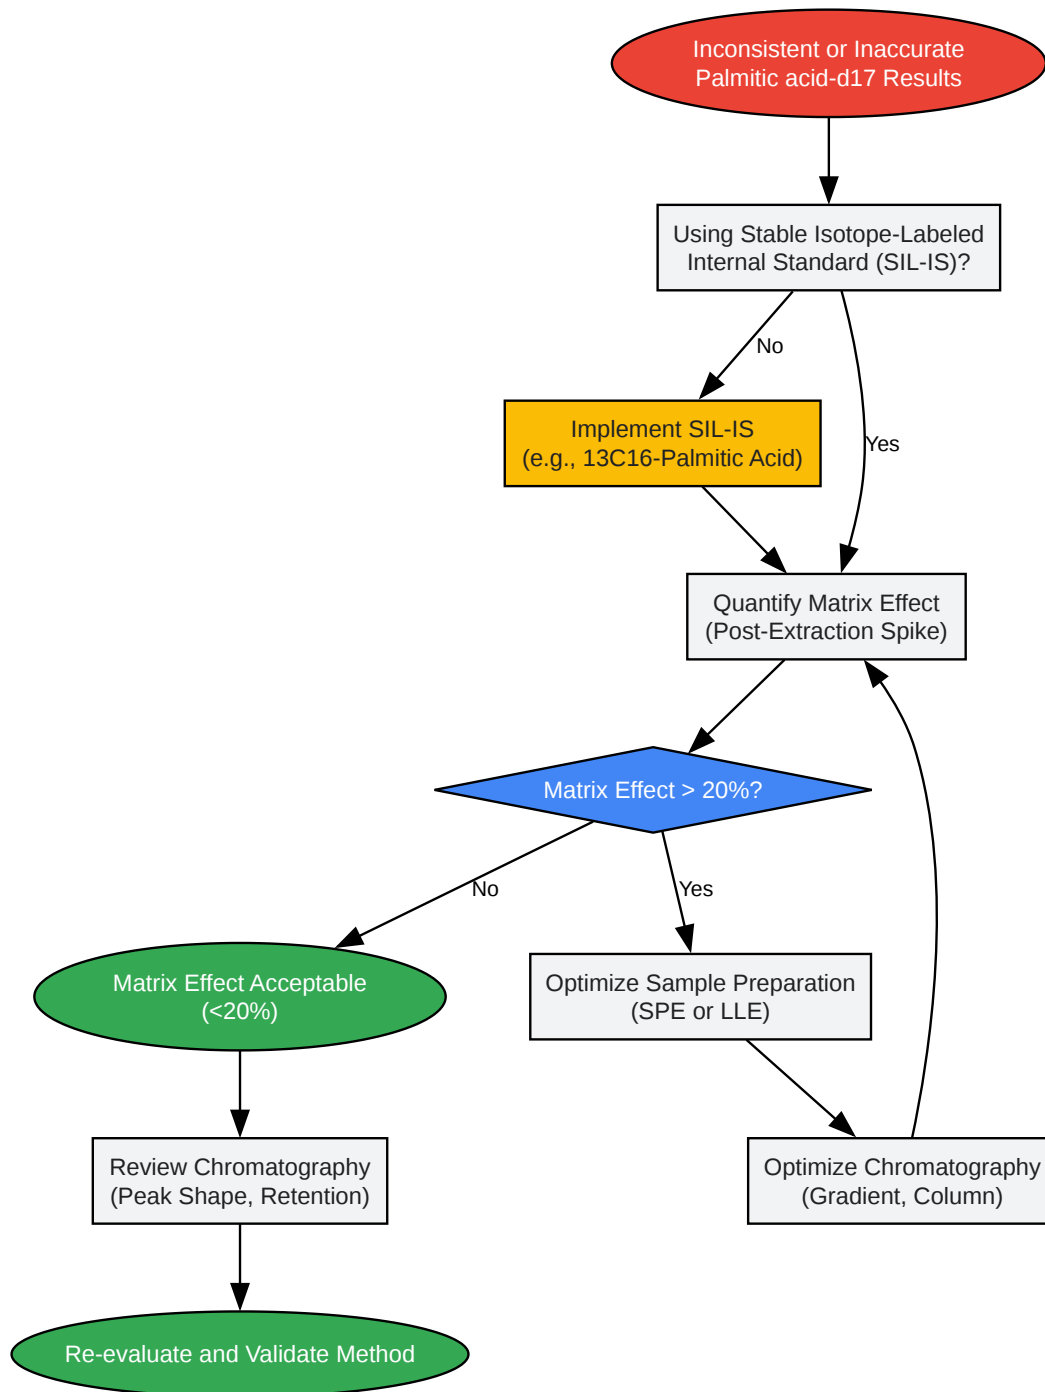 Inconsistent or Inaccurate
Palmitic acid-d17 Results
Using Stable Isotope-Labeled
Internal Standard (SIL-IS)?
No
Implement SIL-IS
(e.g., 13C16-Palmitic Acid)
Yes
Quantify Matrix Effect
(Post-Extraction Spike)
Matrix Effect > 20%?
No
Yes
Matrix Effect Acceptable
(<20%)
Optimize Sample Preparation
(SPE or LLE)
Review Chromatography
(Peak Shape, Retention)
Optimize Chromatography
(Gradient, Column)
Re-evaluate and Validate Method